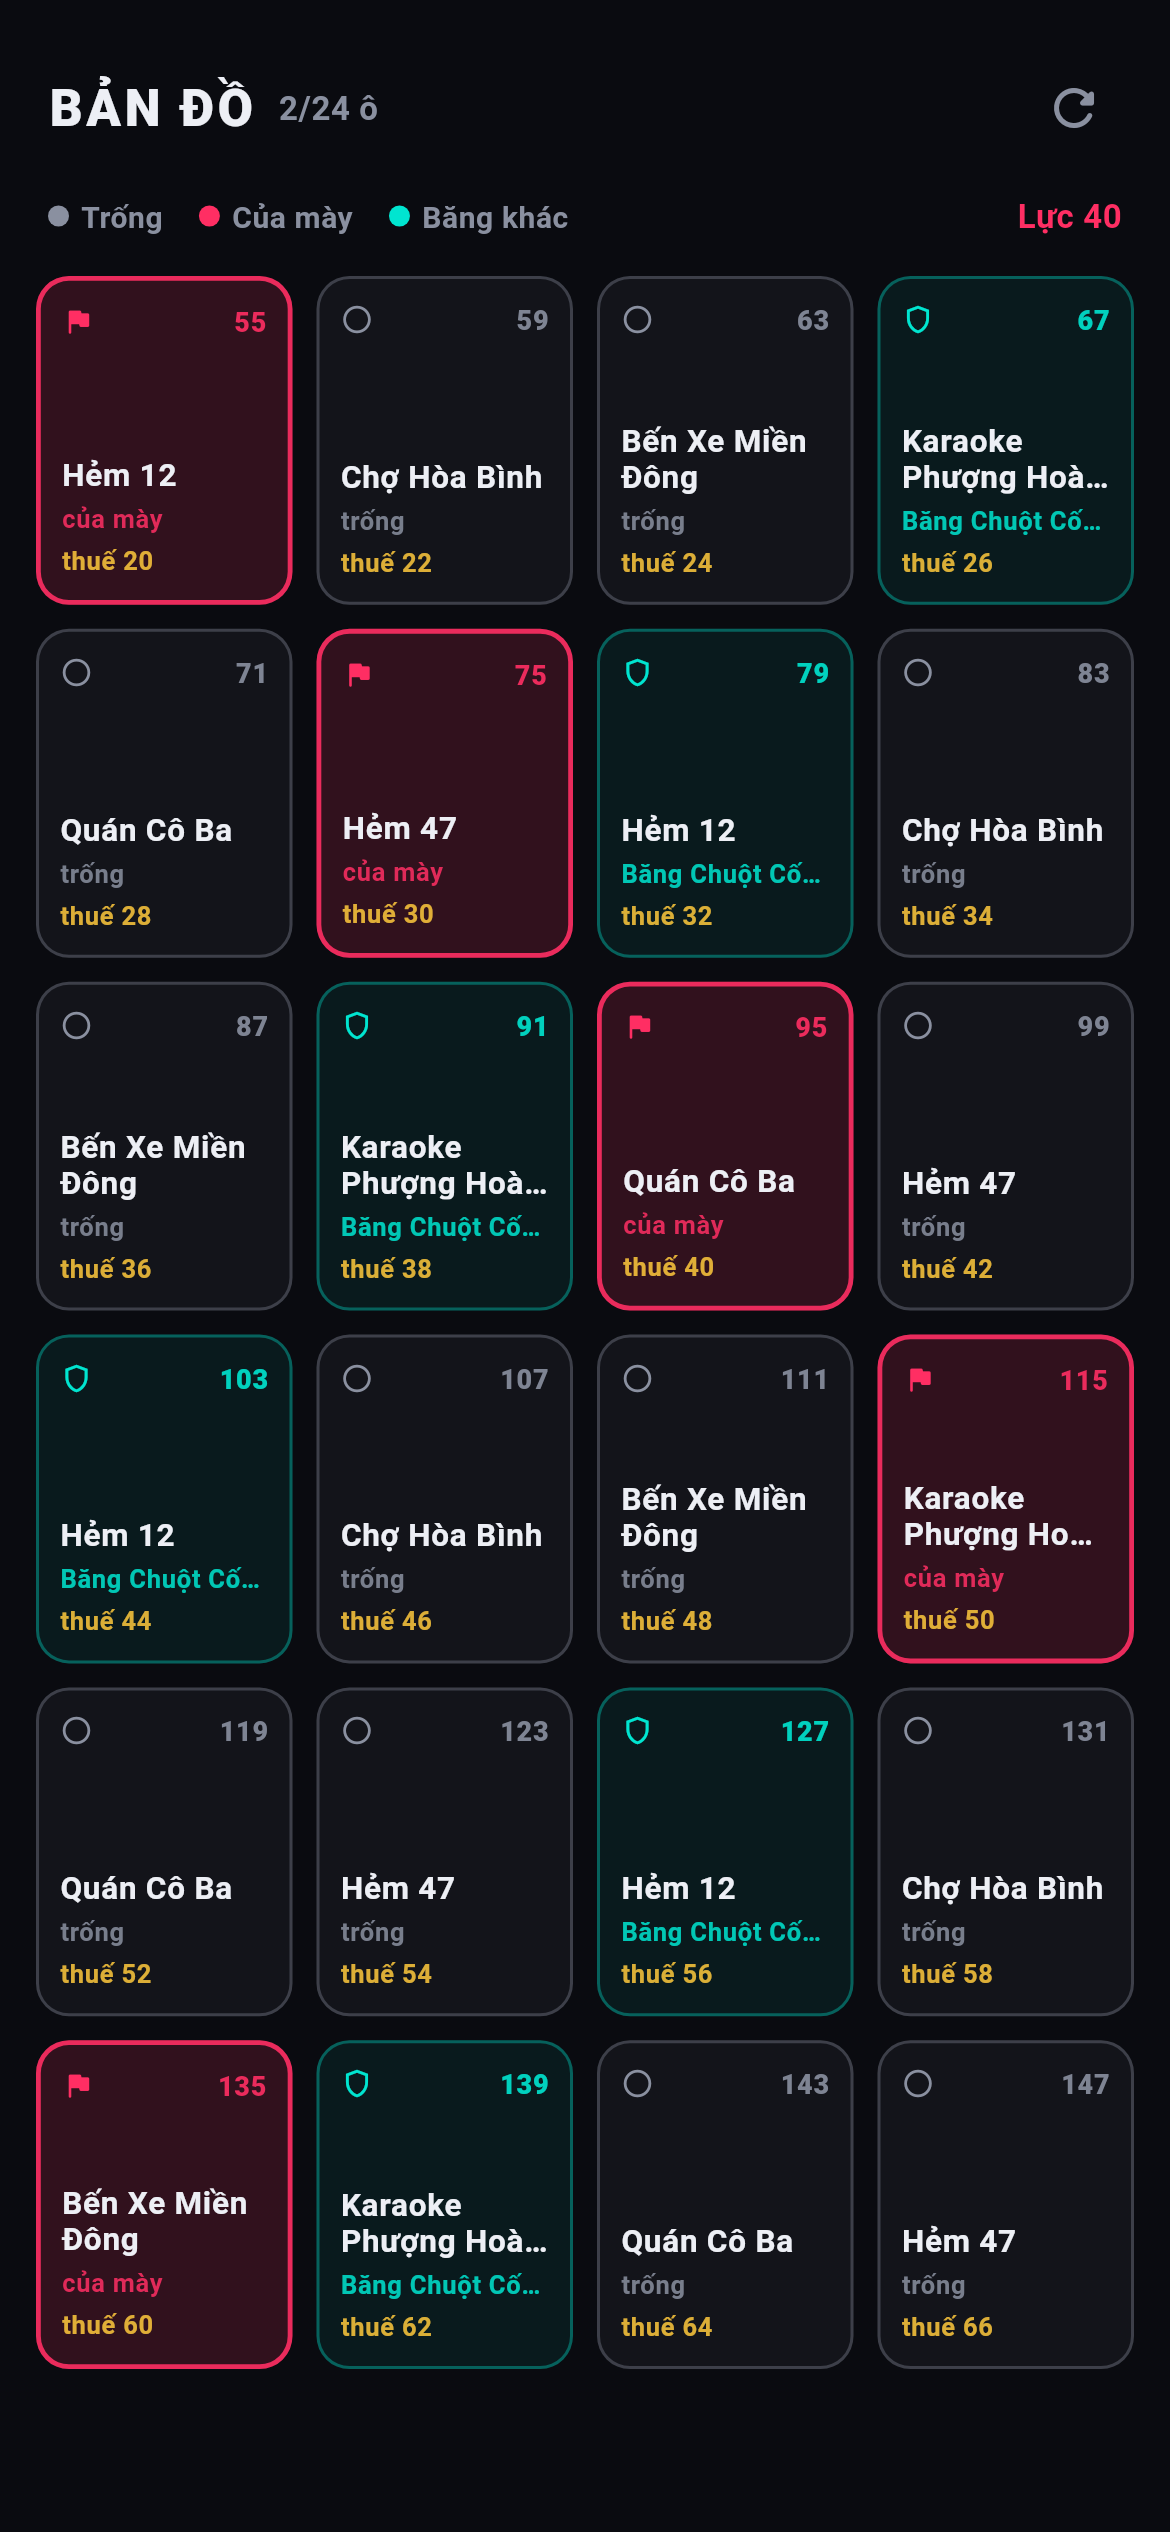 BẢN ĐỒ 2/24 ô
Trống Của mày Băng khác Lực 40
55
Hẻm 12
của mày
thuế 20
59
Chợ Hòa Bình
trống
thuế 22
63
Bến Xe Miền
Đông
trống
thuế 24
67
Karaoke
Phượng Hoà...
Băng Chuột Cố...
thuế 26
71
Quán Cô Ba
trống
thuế 28
75
Hẻm 47
của mày
thuế 30
79
Hẻm 12
Băng Chuột Cố...
thuế 32
83
Chợ Hòa Bình
trống
thuế 34
87
Bến Xe Miền
Đông
trống
thuế 36
91
Karaoke
Phượng Hoà...
Băng Chuột Cố...
thuế 38
95
Quán Cô Ba
của mày
thuế 40
99
Hẻm 47
trống
thuế 42
103
Hẻm 12
Băng Chuột Cố...
thuế 44
107
Chợ Hòa Bình
trống
thuế 46
111
Bến Xe Miền
Đông
trống
thuế 48
115
Karaoke
Phượng Ho...
của mày
thuế 50
119
Quán Cô Ba
trống
thuế 52
123
Hẻm 47
trống
thuế 54
127
Hẻm 12
Băng Chuột Cố...
thuế 56
131
Chợ Hòa Bình
trống
thuế 58
135
Bến Xe Miền
Đông
của mày
thuế 60
139
Karaoke
Phượng Hoà...
Băng Chuột Cố...
thuế 62
143
Quán Cô Ba
trống
thuế 64
147
Hẻm 47
trống
thuế 66